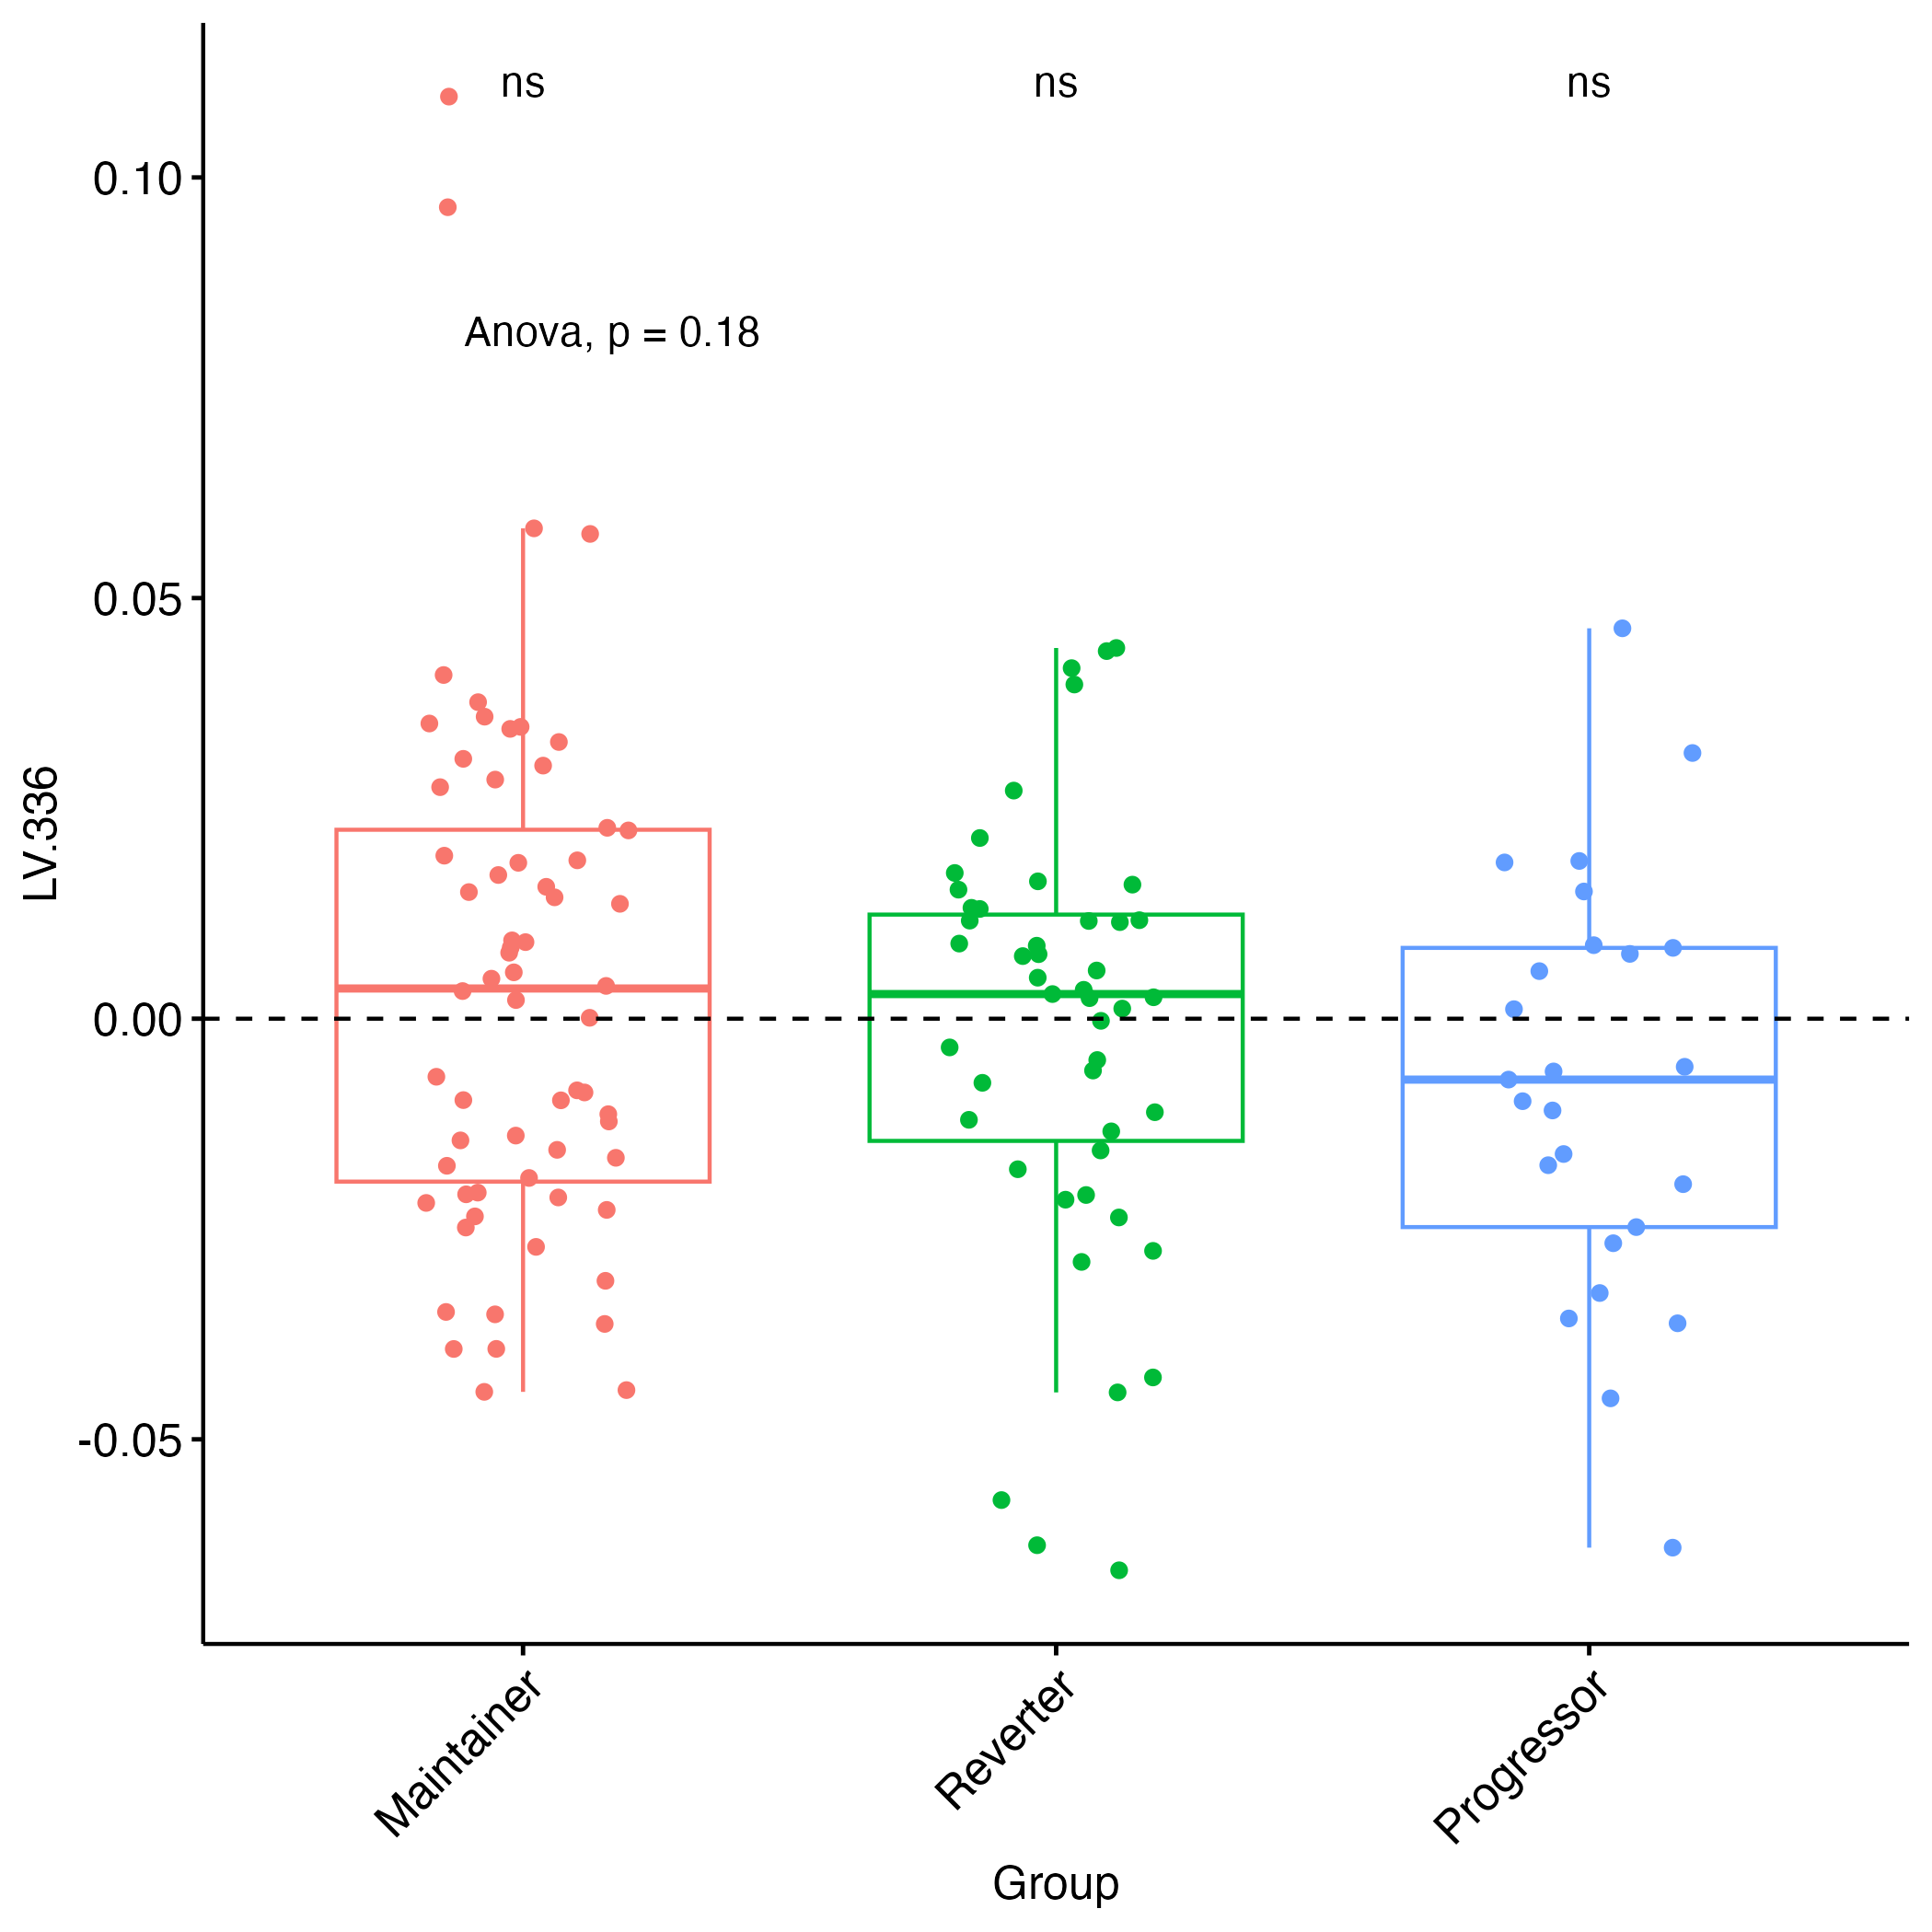 ns ns ns
0.10
Anova, p = 0.18
0.05
LV.336
0.00
-0.05
Maintainer Reverter Progressor
Group